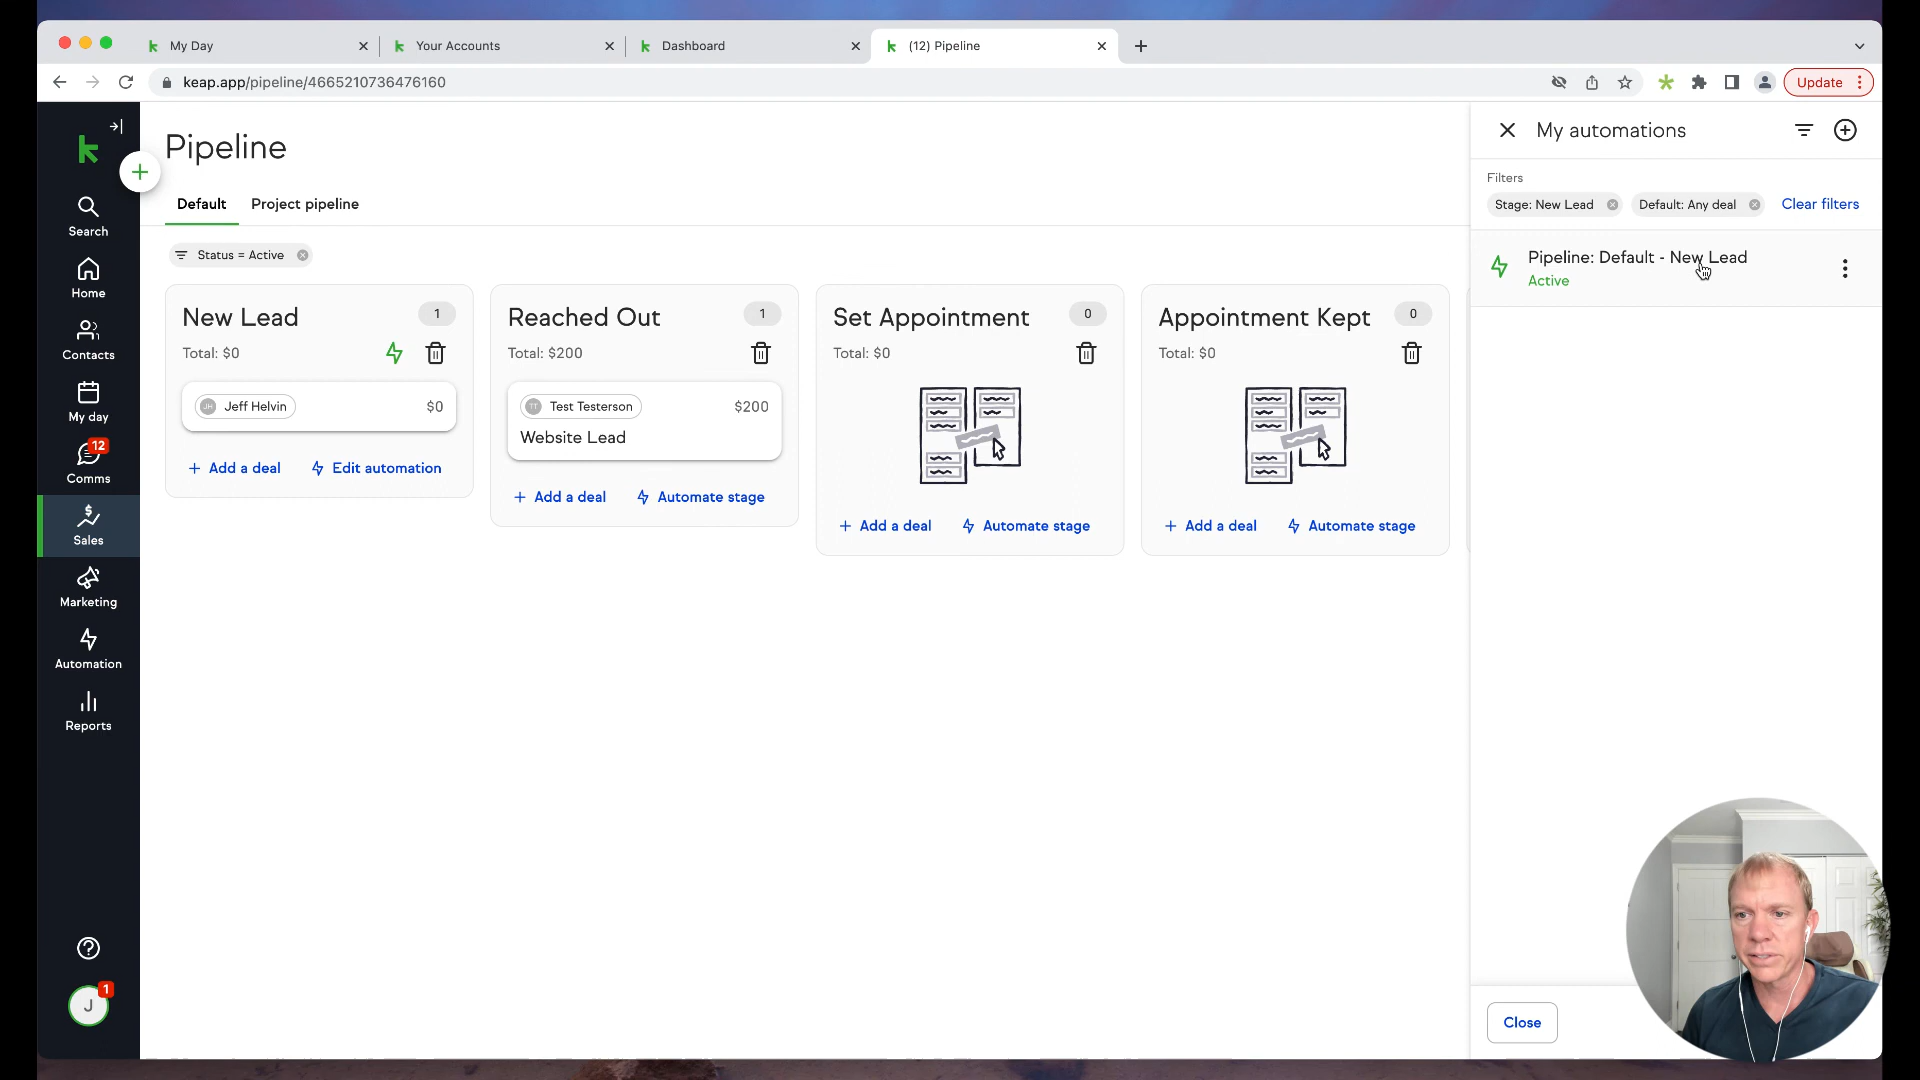 My Day
Your Accounts
Dashboard
(12) Pipeline
keap.app/pipeline/4665210736476160
Update
Search
Home
Contacts
My day
12
Comms
Sales
Marketing
Automation
Reports
J
1
Pipeline
Default
Project pipeline
Status = Active
New Lead
1
Total: $0
JH
Jeff Helvin
$0
Add a deal
Edit automation
Reached Out
1
Total: $200
TT
Test Testerson
$200
Website Lead
Add a deal
Automate stage
Set Appointment
0
Total: $0
Add a deal
Automate stage
Appointment Kept
0
Total: $0
Add a deal
Automate stage
My automations
Filters
Stage: New Lead
Default: Any deal
Clear filters
Pipeline: Default - New Lead
Active
Close